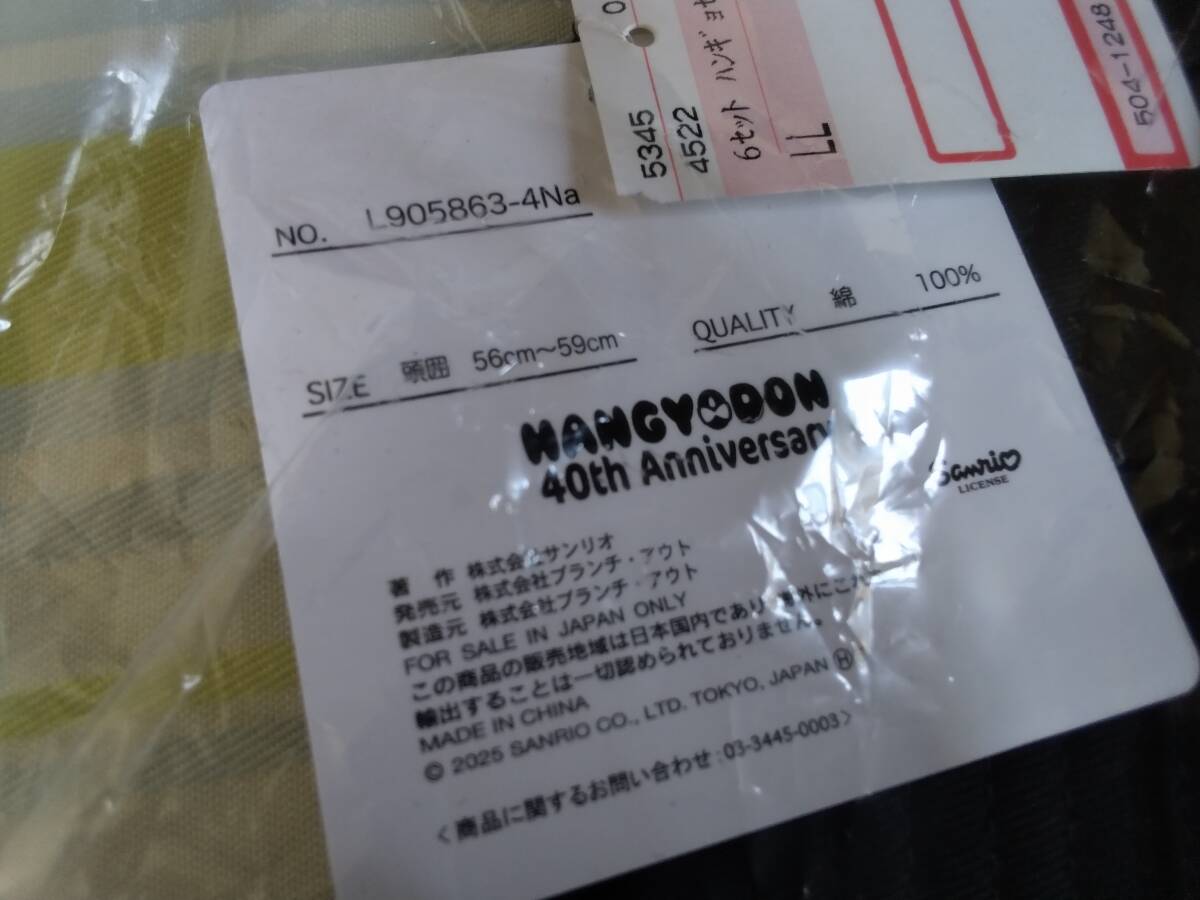 5345
4522
6セット ハンギョセ
LL
504-1248
NO. L905863-4Na
SIZE 頭囲 56cm～59cm
QUALITY 綿 100%
HANGYODON
40th Anniversary
Sanrio
LICENSE
著 作 株式会社サンリオ
発売元 株式会社ブランチ・アウト
製造元 株式会社ブランチ・アウト
FOR SALE IN JAPAN ONLY
この商品の販売地域は日本国内であり 海外にこれ
輸出することは一切認められておりません。
MADE IN CHINA
© 2025 SANRIO CO., LTD. TOKYO, JAPAN Ⓗ
〈商品に関するお問い合わせ：03-3445-0003〉